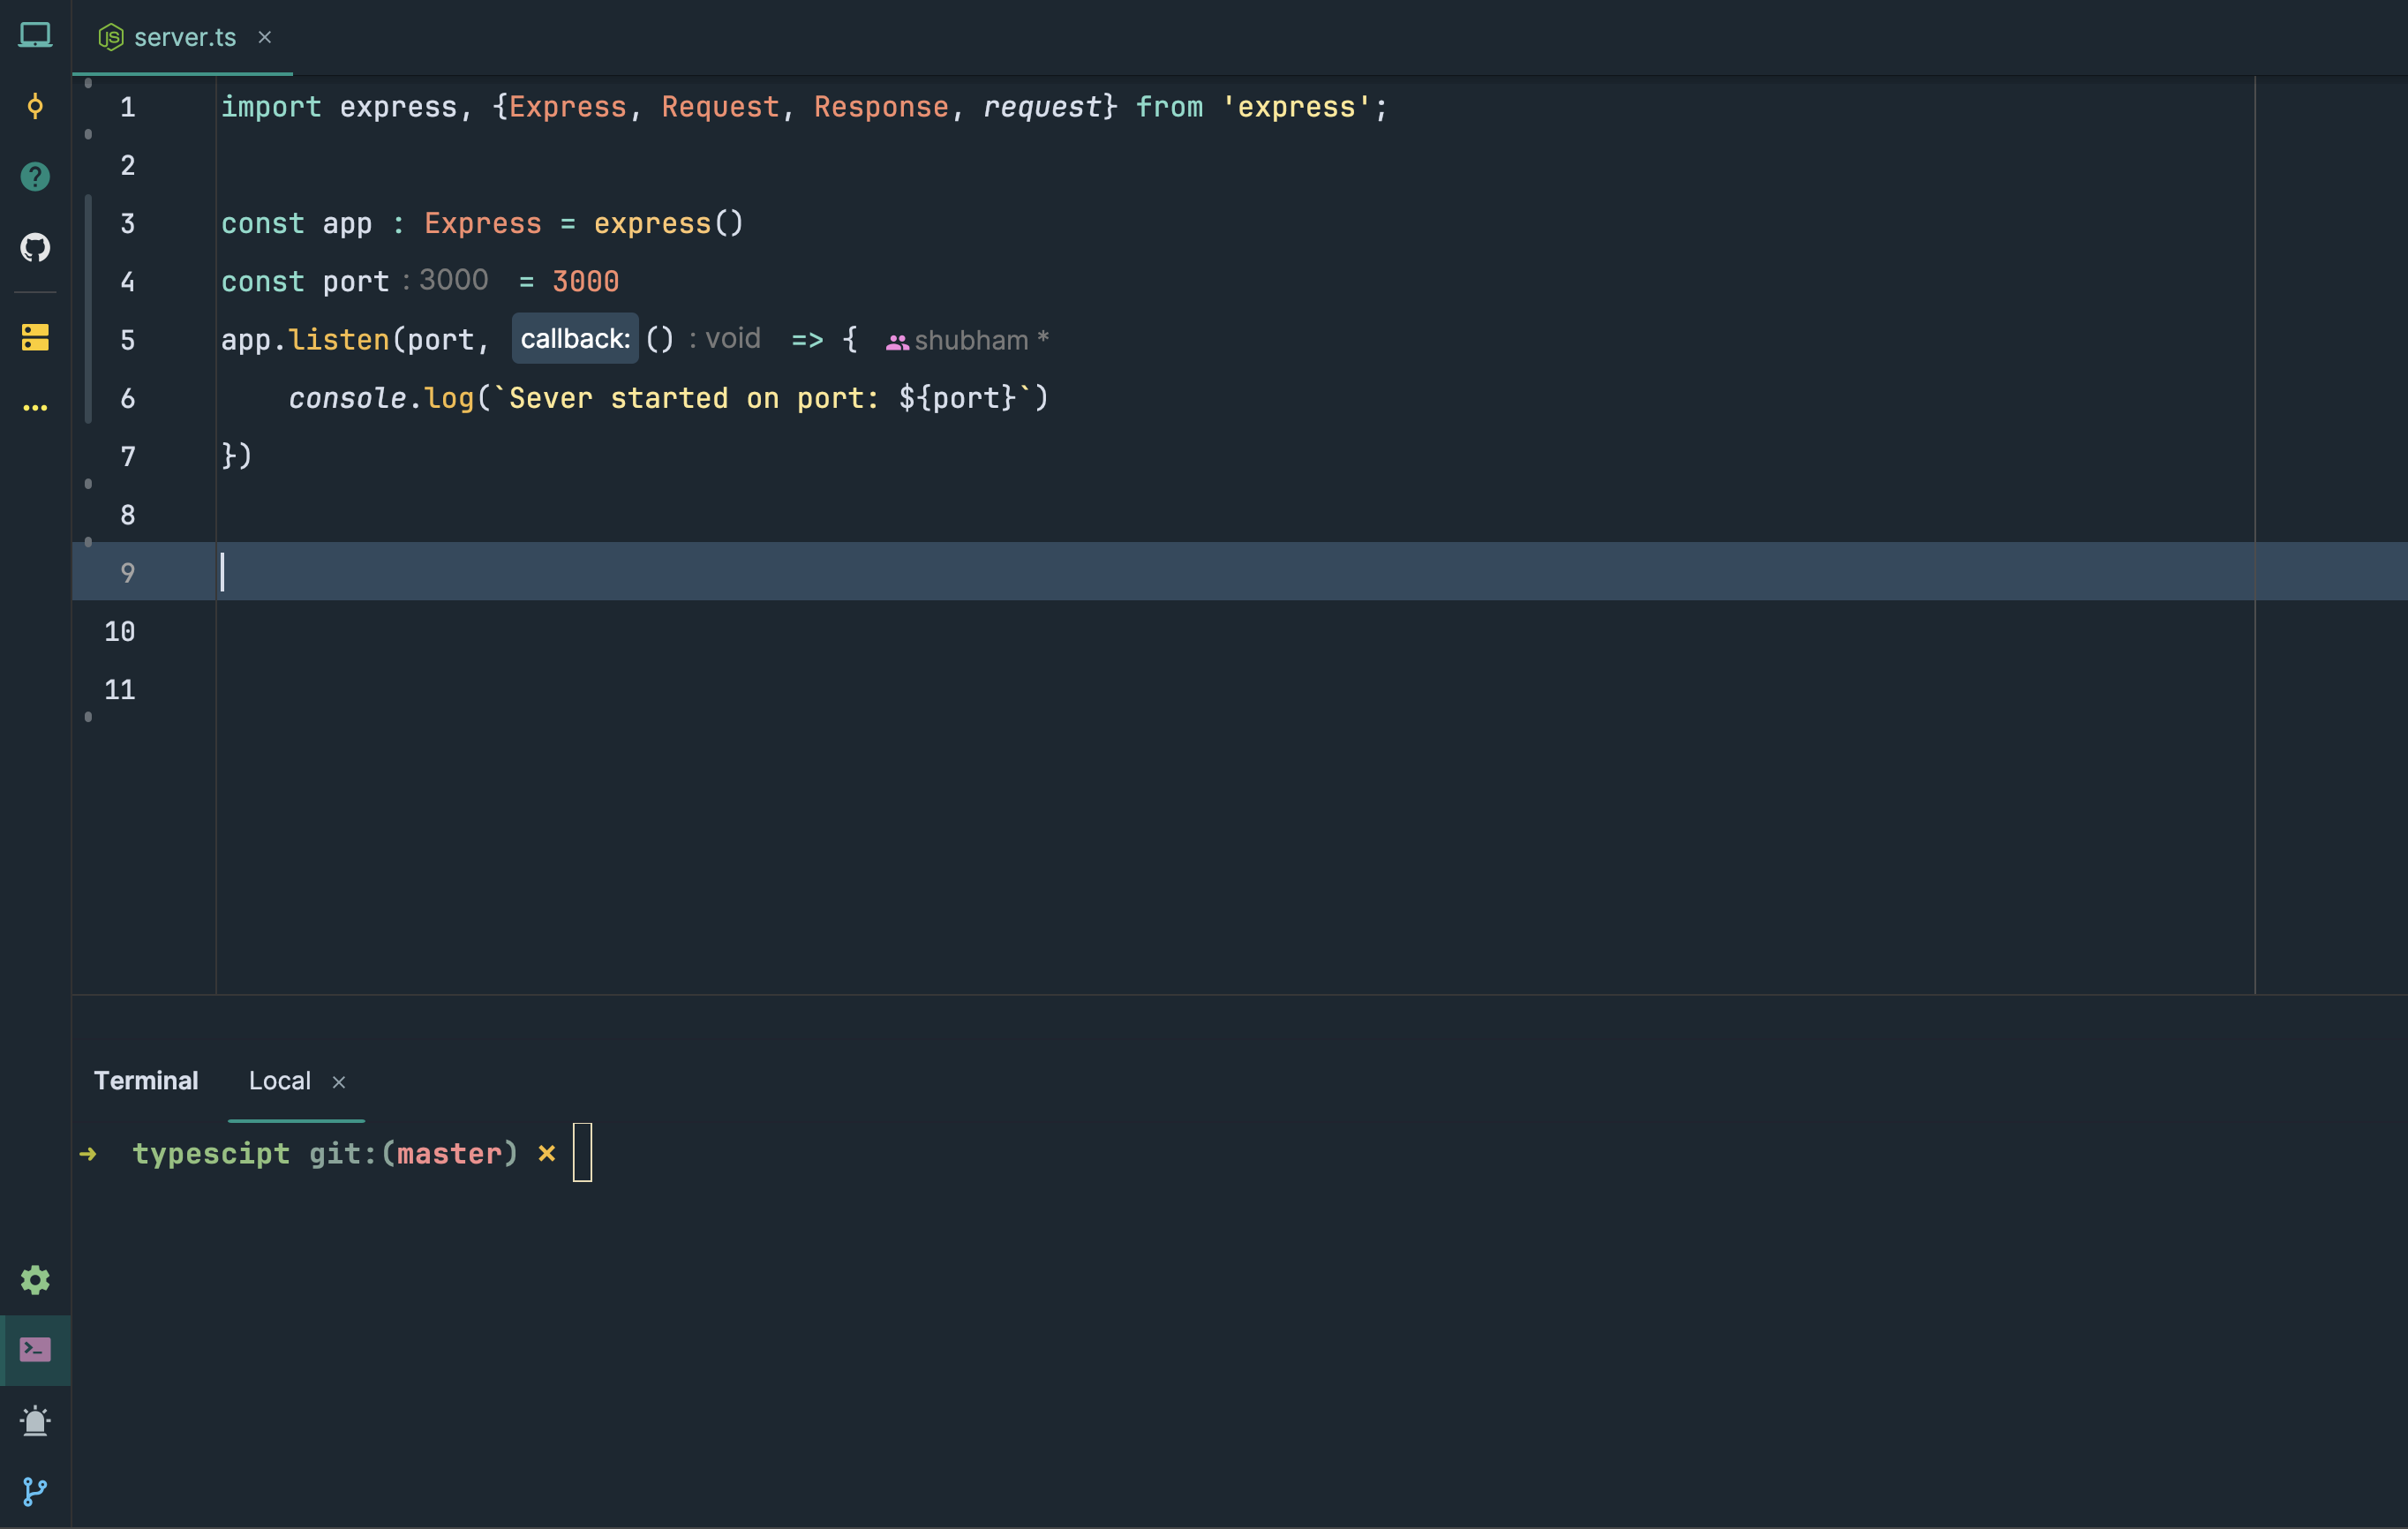 server.ts ×
1 import express, {Express, Request, Response, request} from 'express';
2
3 const app : Express = express()
4 const port : 3000 = 3000
5 app.listen(port, callback: () : void => { shubham *
6 console.log(`Sever started on port: ${port}`)
7 })
8
9
10
11
Terminal Local ×
→ typescipt git:(master) ×